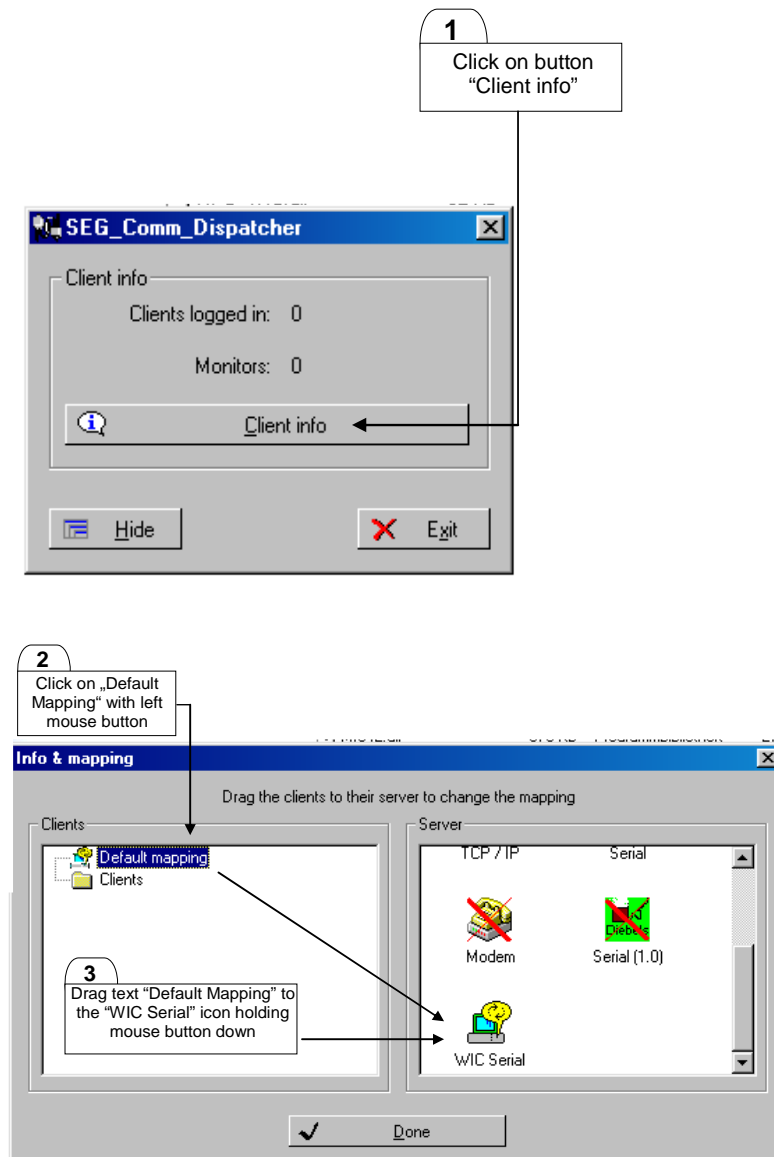 1
Click on button
“Client info”
SEG_Comm_Dispatcher
Client info
Clients logged in: 0
Monitors: 0
Client info
Hide
Exit
2
Click on „Default
Mapping“ with left
mouse button
Info & mapping
Drag the clients to their server to change the mapping
Clients
Server
Default mapping
Clients
TCP / IP
Serial
Modem
Serial (1.0)
3
Drag text “Default Mapping” to
the “WIC Serial” icon holding
mouse button down
WIC Serial
Done